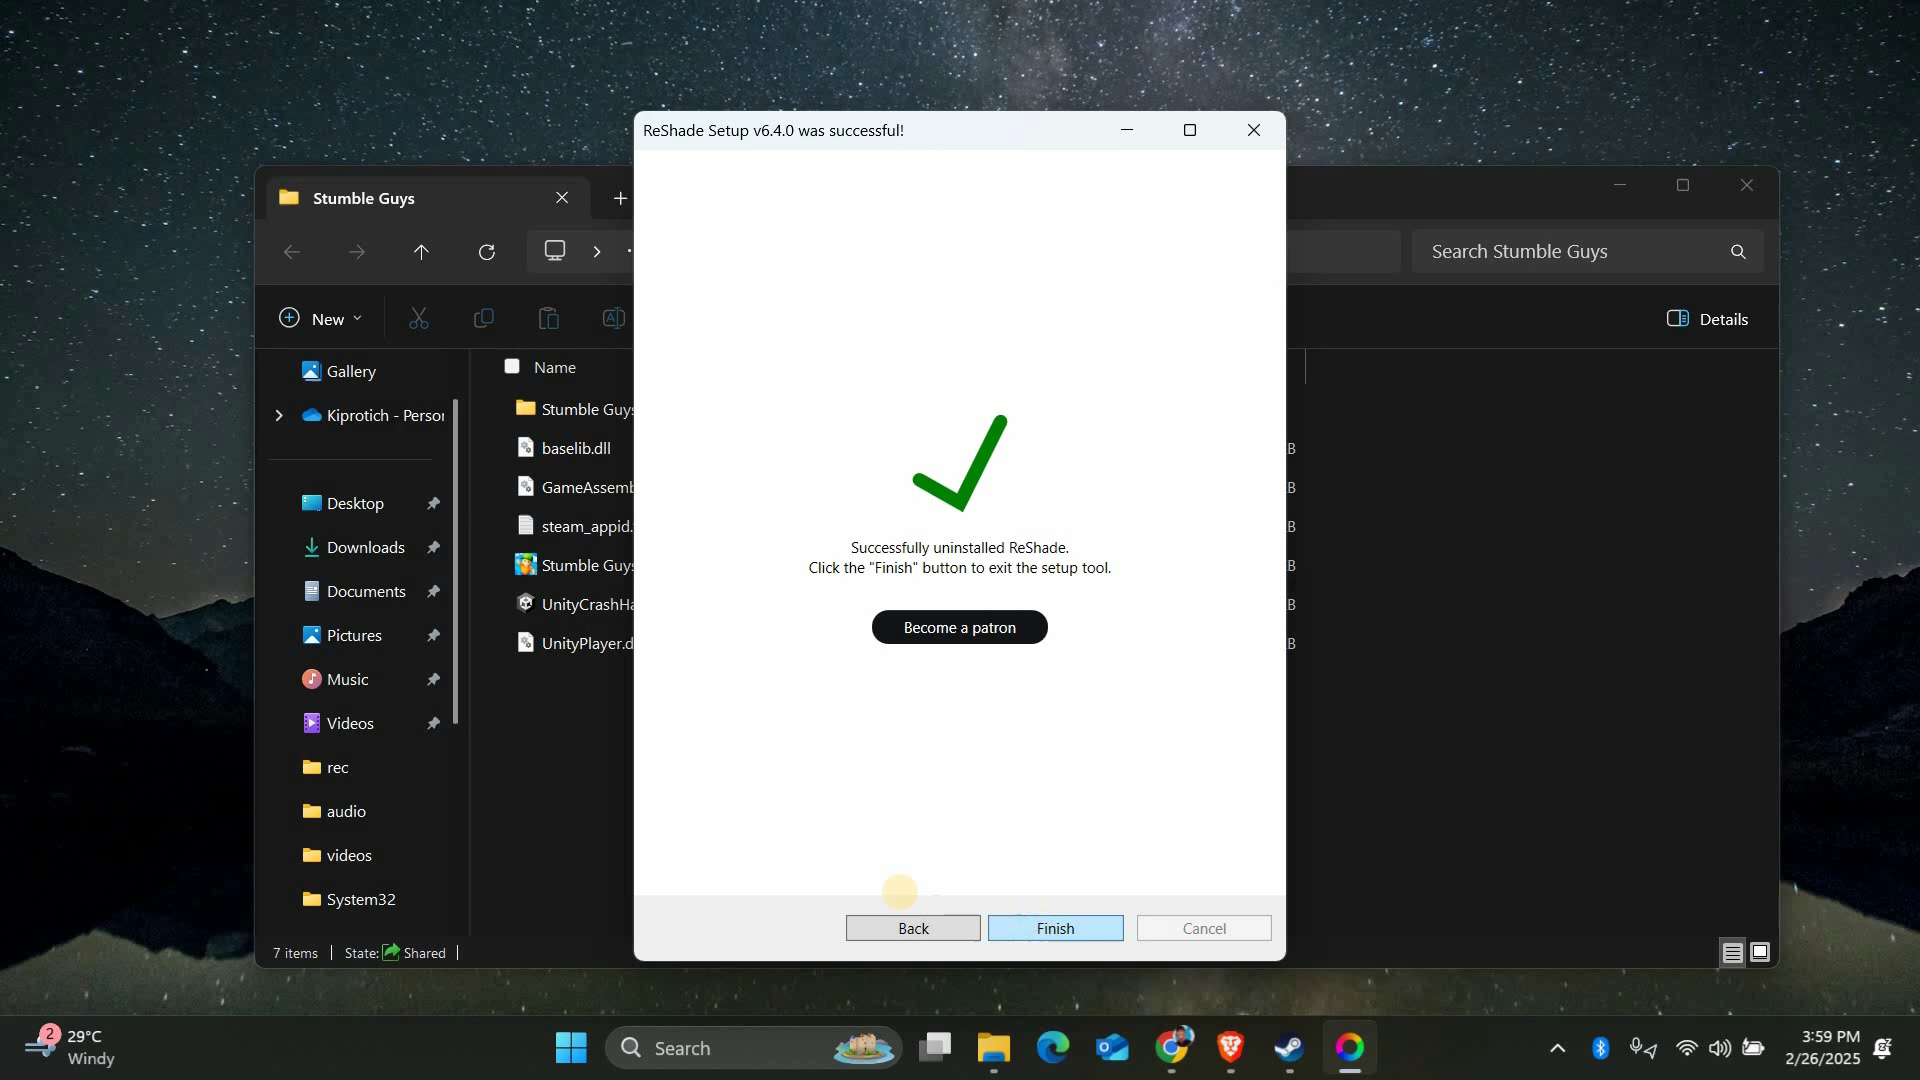 ReShade Setup v6.4.0 was successful!
Stumble Guys
Search Stumble Guys
New
Details
Gallery
Name
Kiprotich - Person
Stumble Guys
baselib.dll
B
Desktop
GameAssemb
B
steam_appid.
B
Downloads
Successfully uninstalled ReShade.
Click the "Finish" button to exit the setup tool.
Stumble Guys
B
Documents
UnityCrashHa
B
Become a patron
Pictures
UnityPlayer.d
B
Music
Videos
rec
audio
videos
System32
Back
Finish
Cancel
7 items
State:
Shared
2
29°C
Windy
Search
3:59 PM
2/26/2025